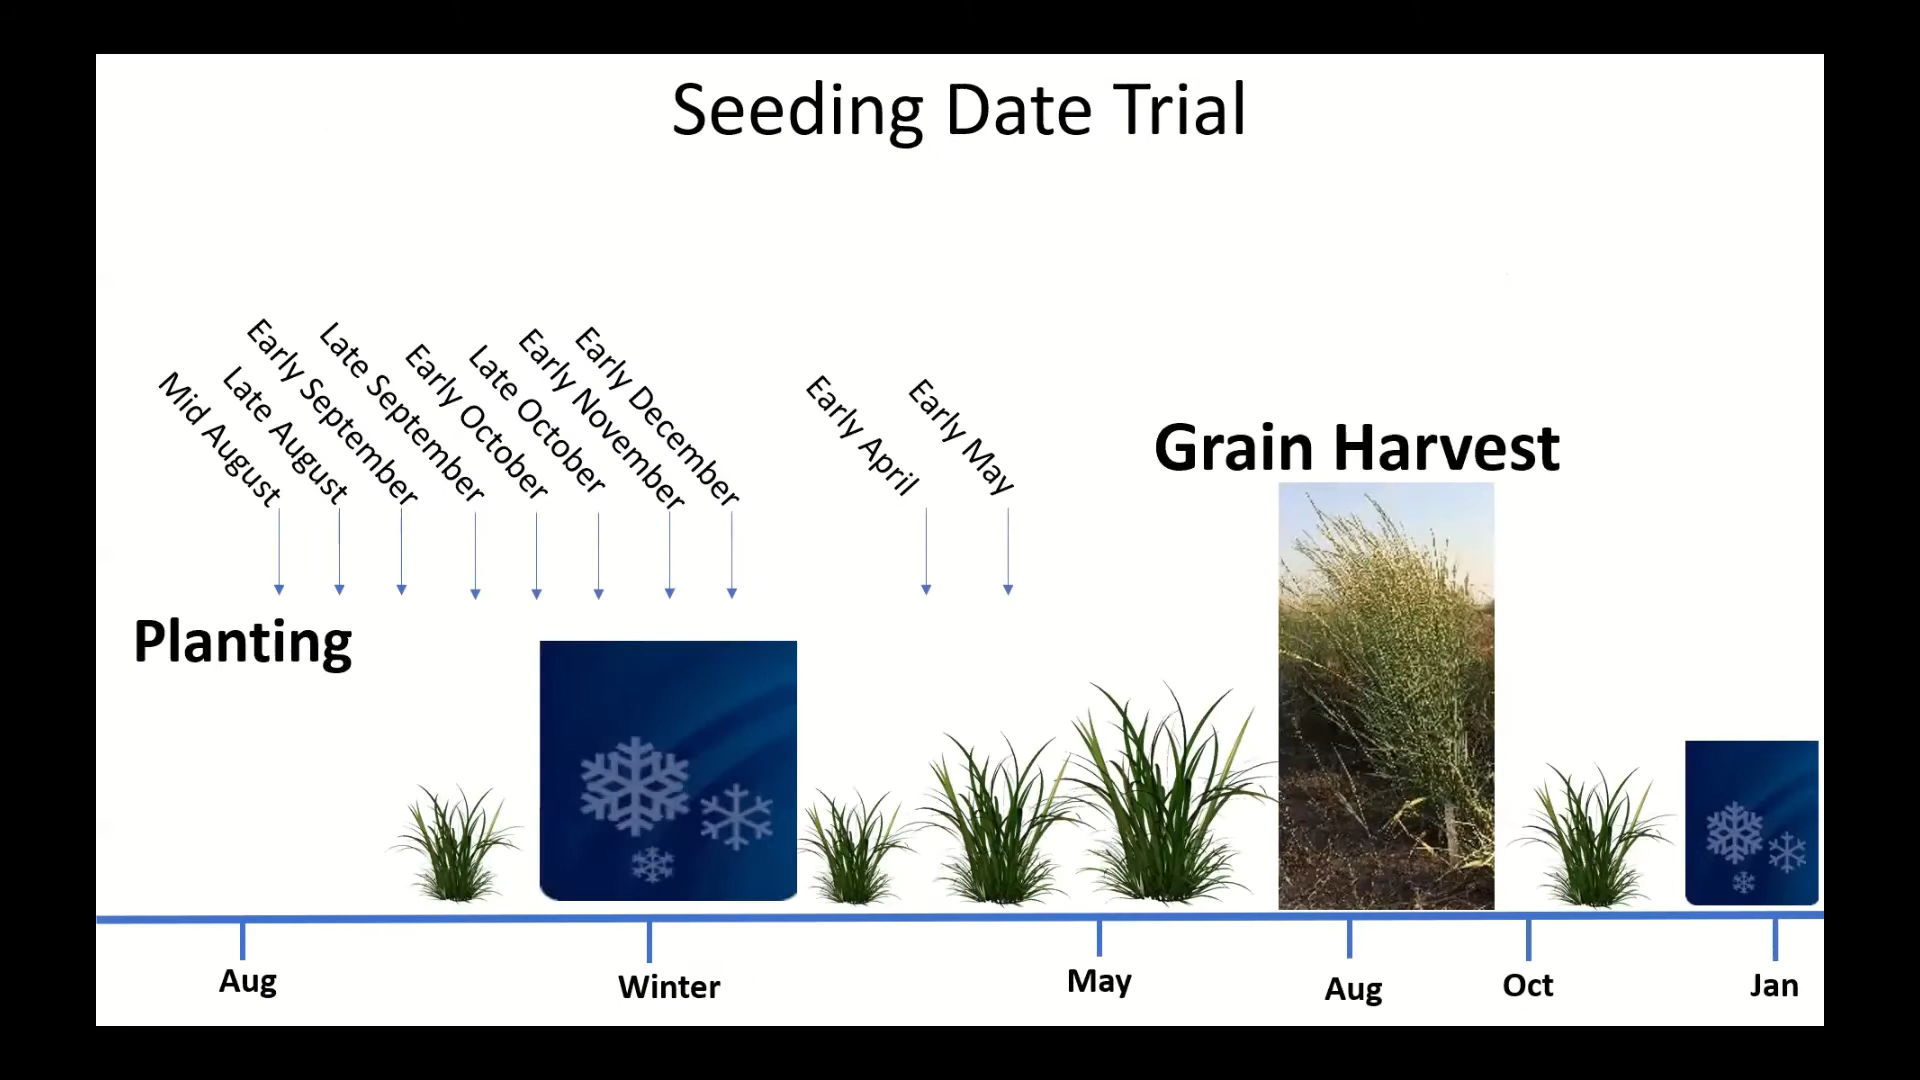 Seeding Date Trial
Mid August
Late August
Early September
Late September
Early October
Late October
Early November
Early December
Early April
Early May
Grain Harvest
Planting
Aug
Winter
May
Aug
Oct
Jan